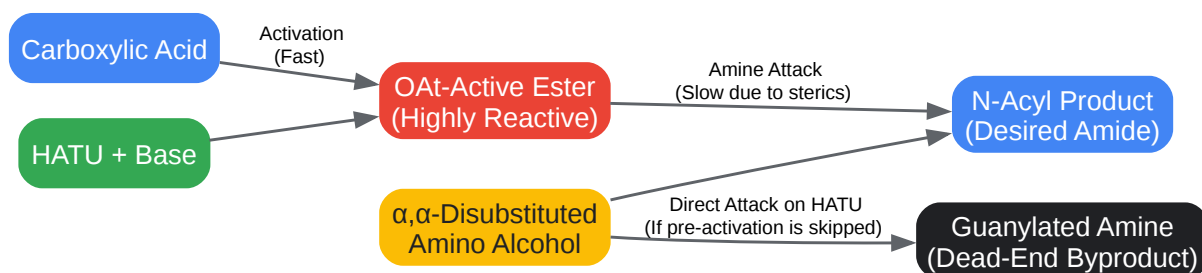 Carboxylic Acid
Activation
(Fast)
HATU + Base
OAt-Active Ester
(Highly Reactive)
Amine Attack
(Slow due to sterics)
N-Acyl Product
(Desired Amide)
α,α-Disubstituted
Amino Alcohol
Direct Attack on HATU
(If pre-activation is skipped)
Guanylated Amine
(Dead-End Byproduct)